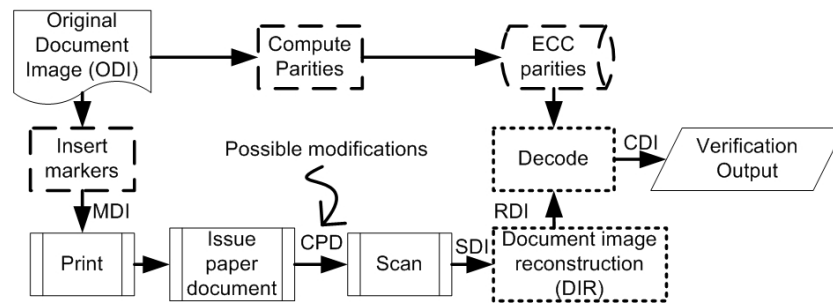 Original
Document
Image (ODI)
Compute
Parities
ECC
parities
Insert
markers
Possible modifications
Decode
CDI
Verification
Output
MDI
RDI
Print
Issue
paper
document
CPD
Scan
SDI
Document image
reconstruction
(DIR)